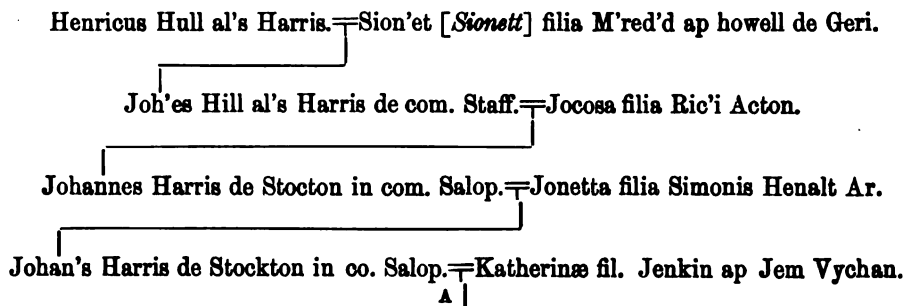 Henricus Hull al's Harris.=Sion'et [Sionett] filia M'red'd ap howell de Geri.
Joh'es Hill al's Harris de com. Staff.=Jocosa filia Ric'i Acton.
Johannes Harris de Stocton in com. Salop.=Jonetta filia Simonis Henalt Ar.
Johan's Harris de Stockton in co. Salop.=Katherinæ fil. Jenkin ap Jem Vychan.
A